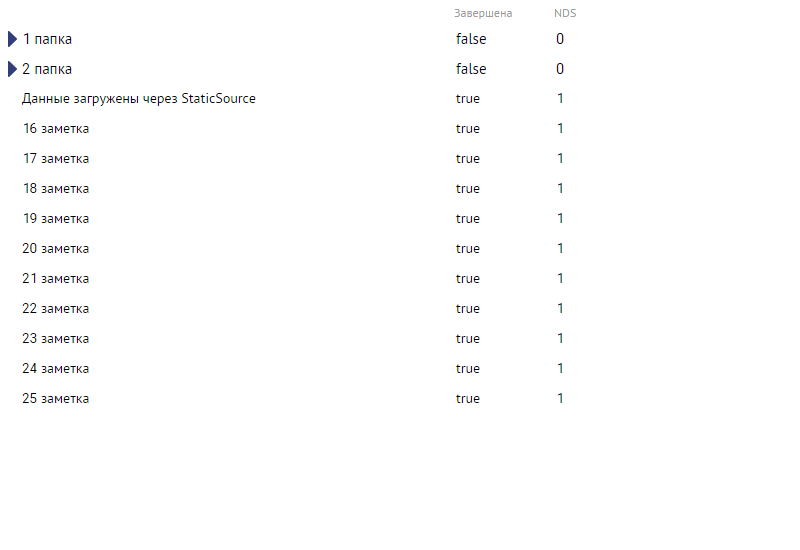 Завершена NDS
1 папка false 0
2 папка false 0
Данные загружены через StaticSource true 1
16 заметка true 1
17 заметка true 1
18 заметка true 1
19 заметка true 1
20 заметка true 1
21 заметка true 1
22 заметка true 1
23 заметка true 1
24 заметка true 1
25 заметка true 1